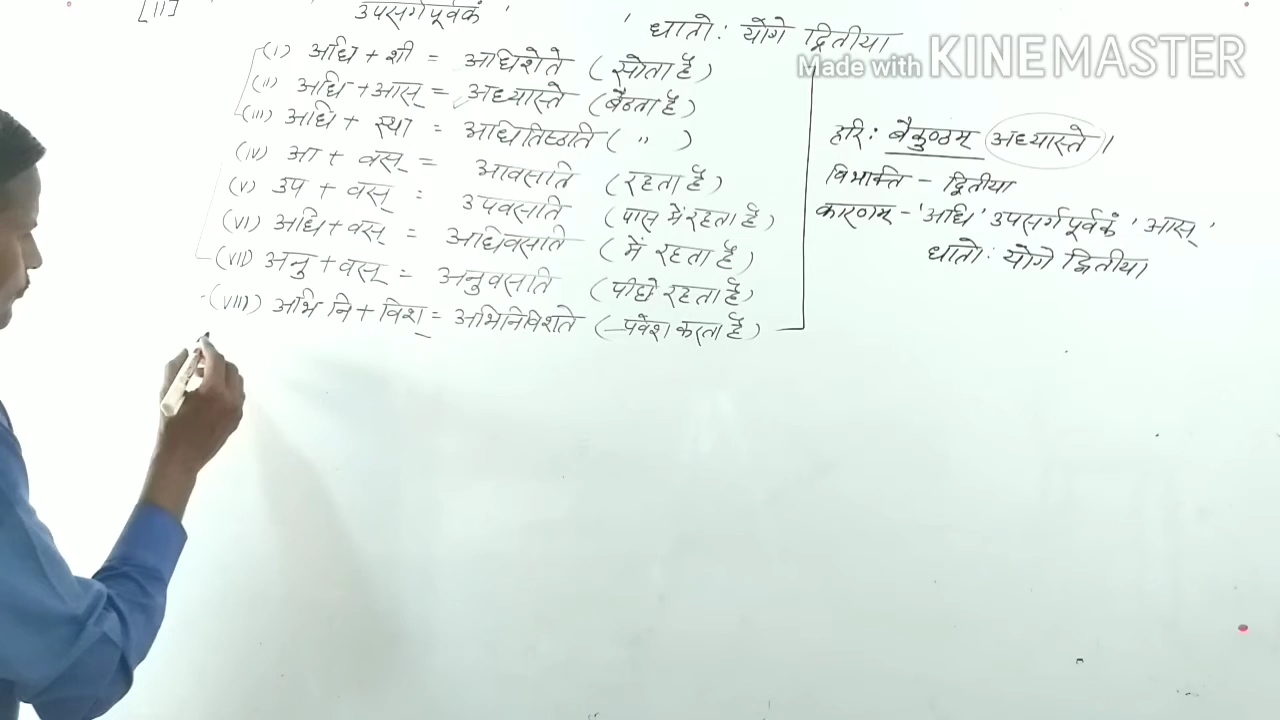 [II] उपसर्गपूर्वकं ' ' धातोः योगे द्वितीया
(i) अधि + शी = अधिशेते (सोता है)
(ii) अधि + आस् = अध्यास्ते (बैठता है)
(iii) अधि + स्था = अधितिष्ठति ( " )
(iv) आ + वस् = आवसति (रहता है)
(v) उप + वस् = उपवसति (पास में रहता है)
(vi) अधि + वस् = अधिवसति (में रहता है)
(vii) अनु + वस् = अनुवसति (पीछे रहता है)
(viii) अभि नि + विश् = अभिनिविशते (प्रवेश करता है)
Made with KINEMASTER
हरिः बैकुण्ठम् अध्यास्ते।
विभक्ति - द्वितीया
कारणम् - 'अधि' उपसर्गपूर्वकं 'आस्'
धातोः योगे द्वितीया